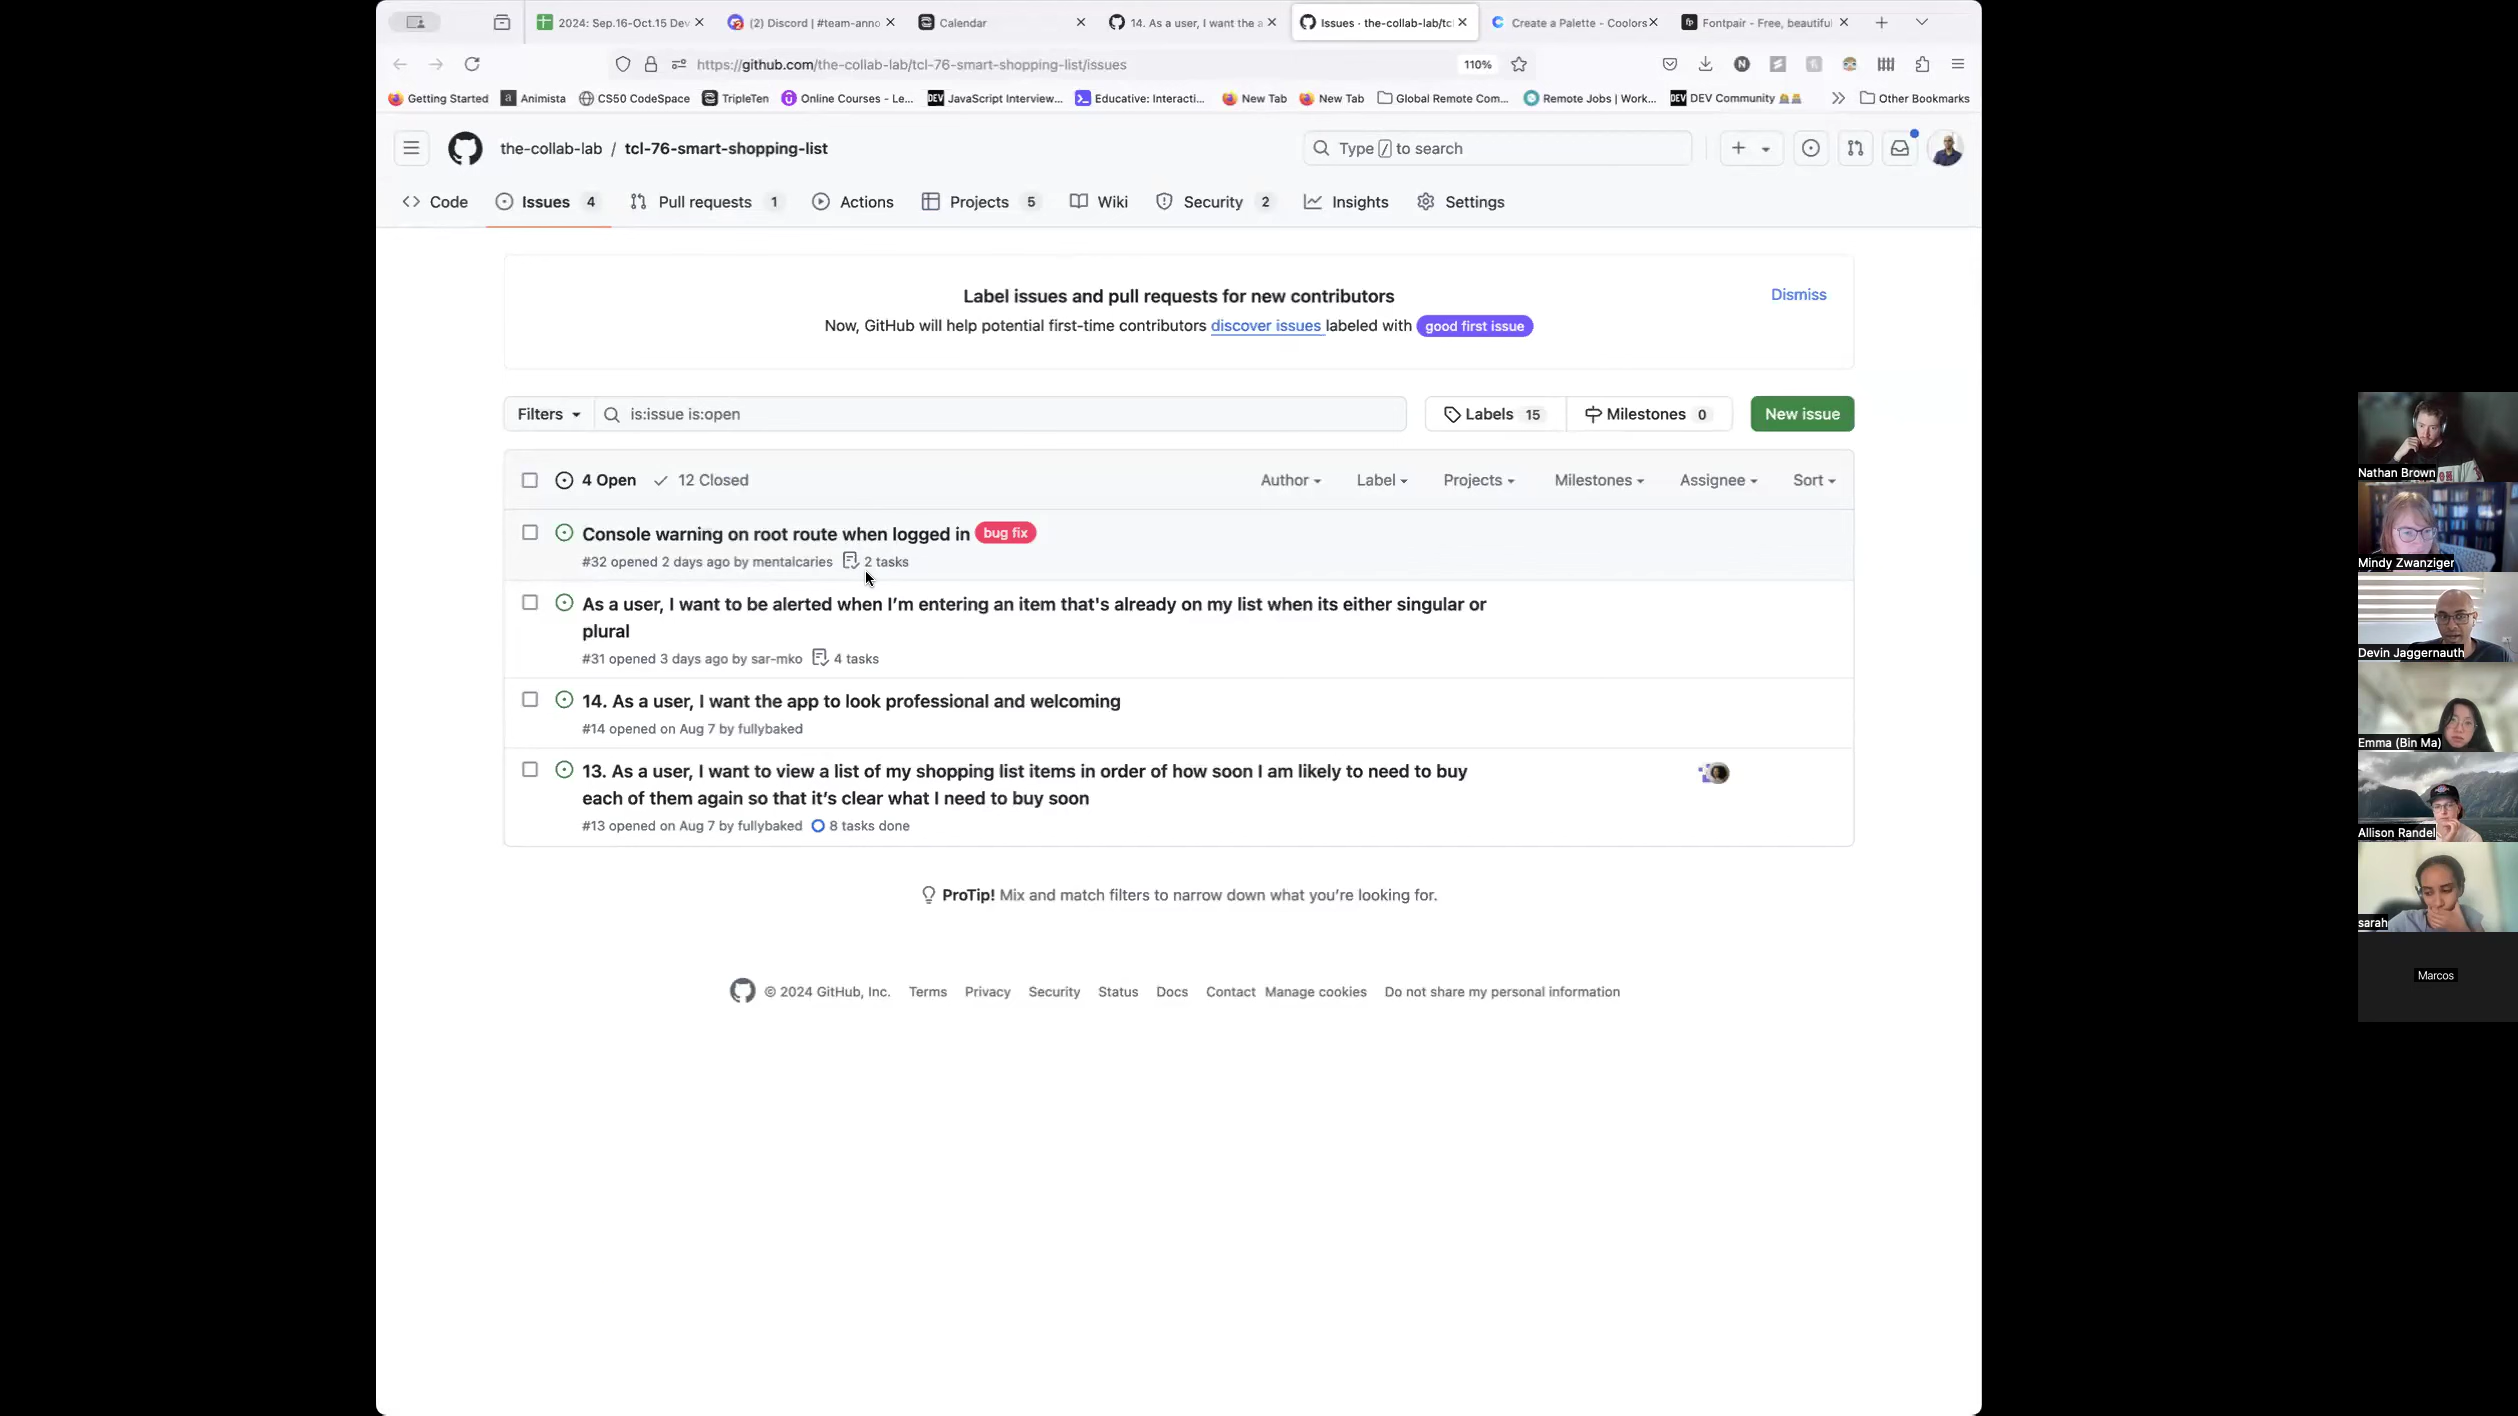 2024: Sep.16-Oct.15 Dev
(2) Discord | #team-anno
Calendar
14. As a user, I want the a
Issues · the-collab-lab/tc
Create a Palette - Coolors
Fontpair - Free, beautiful
https://github.com/the-collab-lab/tcl-76-smart-shopping-list/issues
110%
Getting Started
Animista
CS50 CodeSpace
TripleTen
Online Courses - Le...
JavaScript Interview...
Educative: Interacti...
New Tab
New Tab
Global Remote Com...
Remote Jobs | Work...
DEV Community
Other Bookmarks
the-collab-lab / tcl-76-smart-shopping-list
Type / to search
Code
Issues 4
Pull requests 1
Actions
Projects 5
Wiki
Security 2
Insights
Settings
Label issues and pull requests for new contributors
Dismiss
Now, GitHub will help potential first-time contributors discover issues labeled with good first issue
Filters
is:issue is:open
Labels 15
Milestones 0
New issue
4 Open
12 Closed
Author
Label
Projects
Milestones
Assignee
Sort
Console warning on root route when logged in bug fix
#32 opened 2 days ago by mentalcaries 2 tasks
As a user, I want to be alerted when I’m entering an item that's already on my list when its either singular or
plural
#31 opened 3 days ago by sar-mko 4 tasks
14. As a user, I want the app to look professional and welcoming
#14 opened on Aug 7 by fullybaked
13. As a user, I want to view a list of my shopping list items in order of how soon I am likely to need to buy
each of them again so that it’s clear what I need to buy soon
#13 opened on Aug 7 by fullybaked 8 tasks done
ProTip! Mix and match filters to narrow down what you’re looking for.
© 2024 GitHub, Inc.
Terms
Privacy
Security
Status
Docs
Contact
Manage cookies
Do not share my personal information
Nathan Brown
Mindy Zwanziger
Devin Jaggernauth
Emma (Bin Ma)
Allison Randel
sarah
Marcos